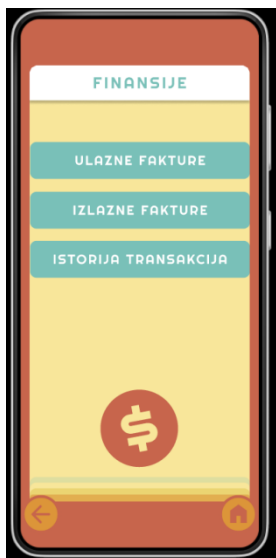 FINANSIJE
ULAZNE FAKTURE
IZLAZNE FAKTURE
ISTORIJA TRANSAKCIJA
$